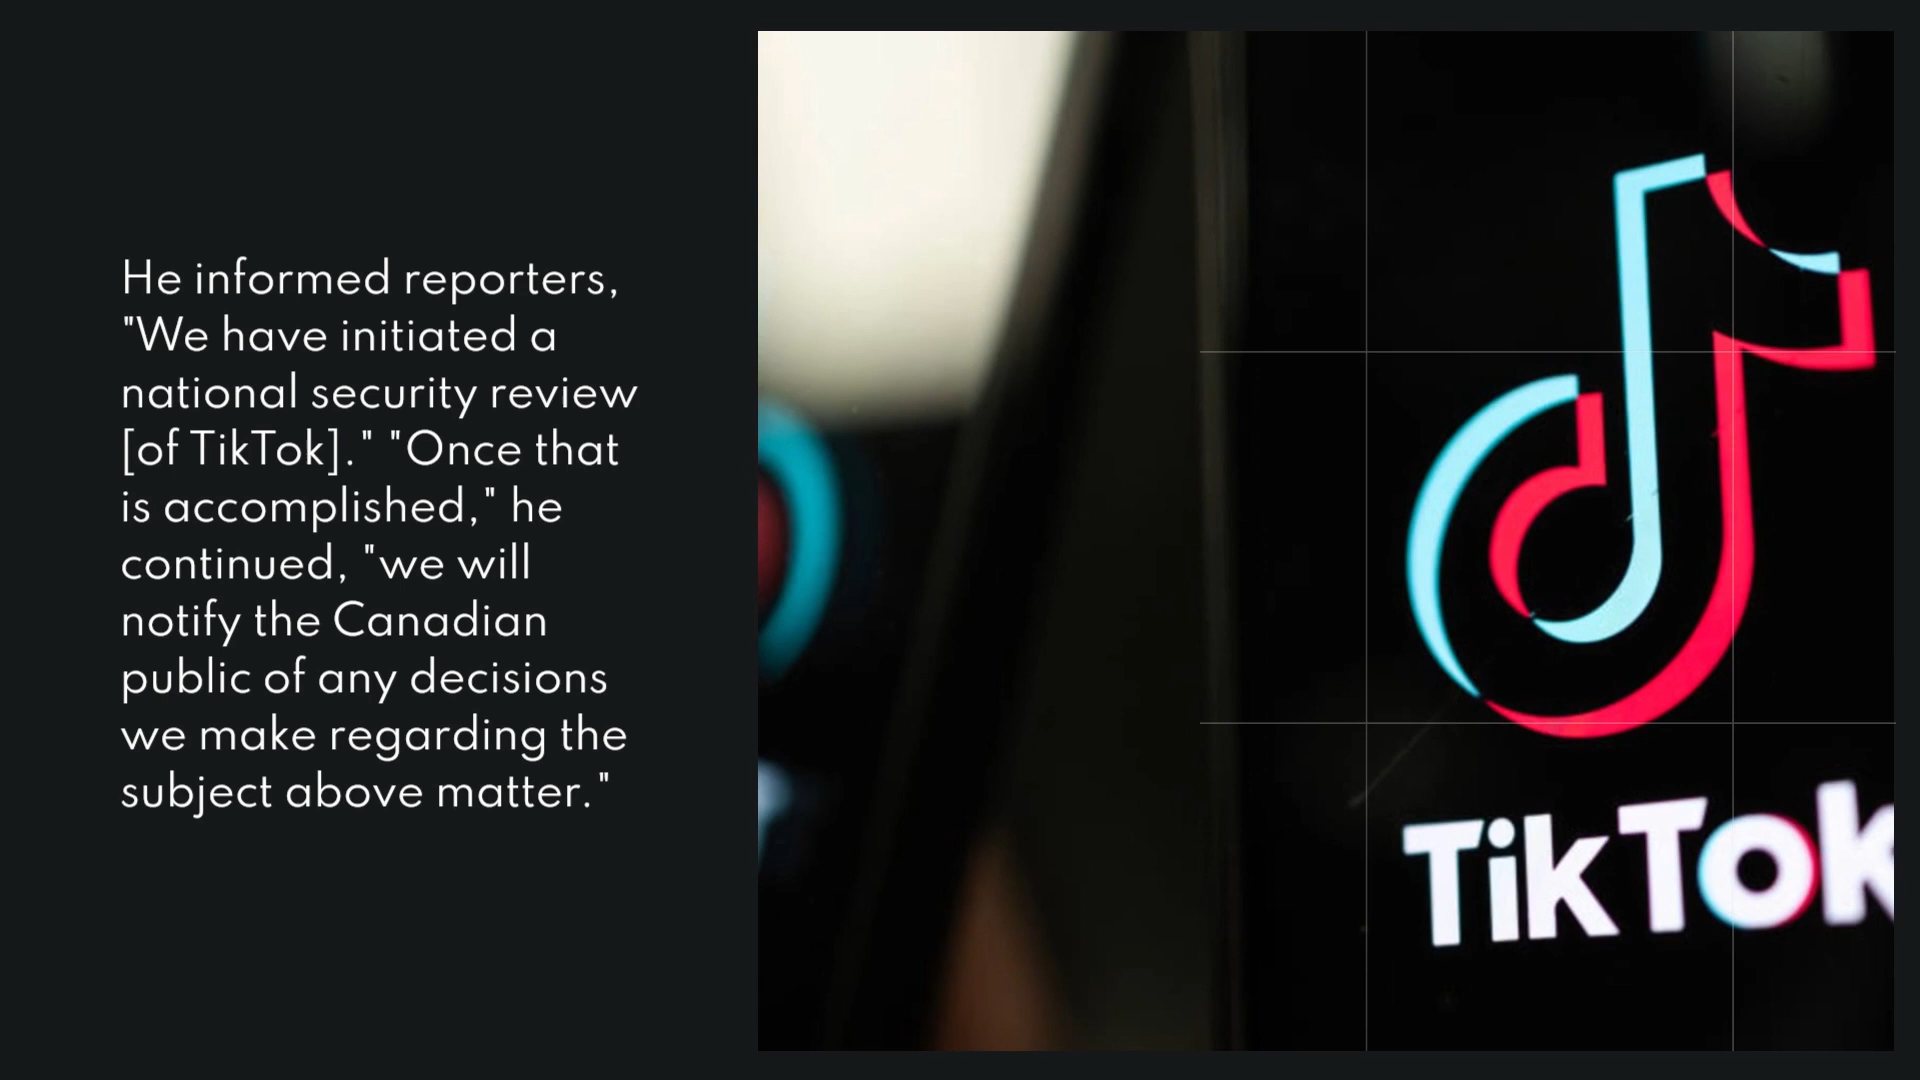 He informed reporters,
"We have initiated a
national security review
[of TikTok]." "Once that
is accomplished," he
continued, "we will
notify the Canadian
public of any decisions
we make regarding the
subject above matter."
TikTok